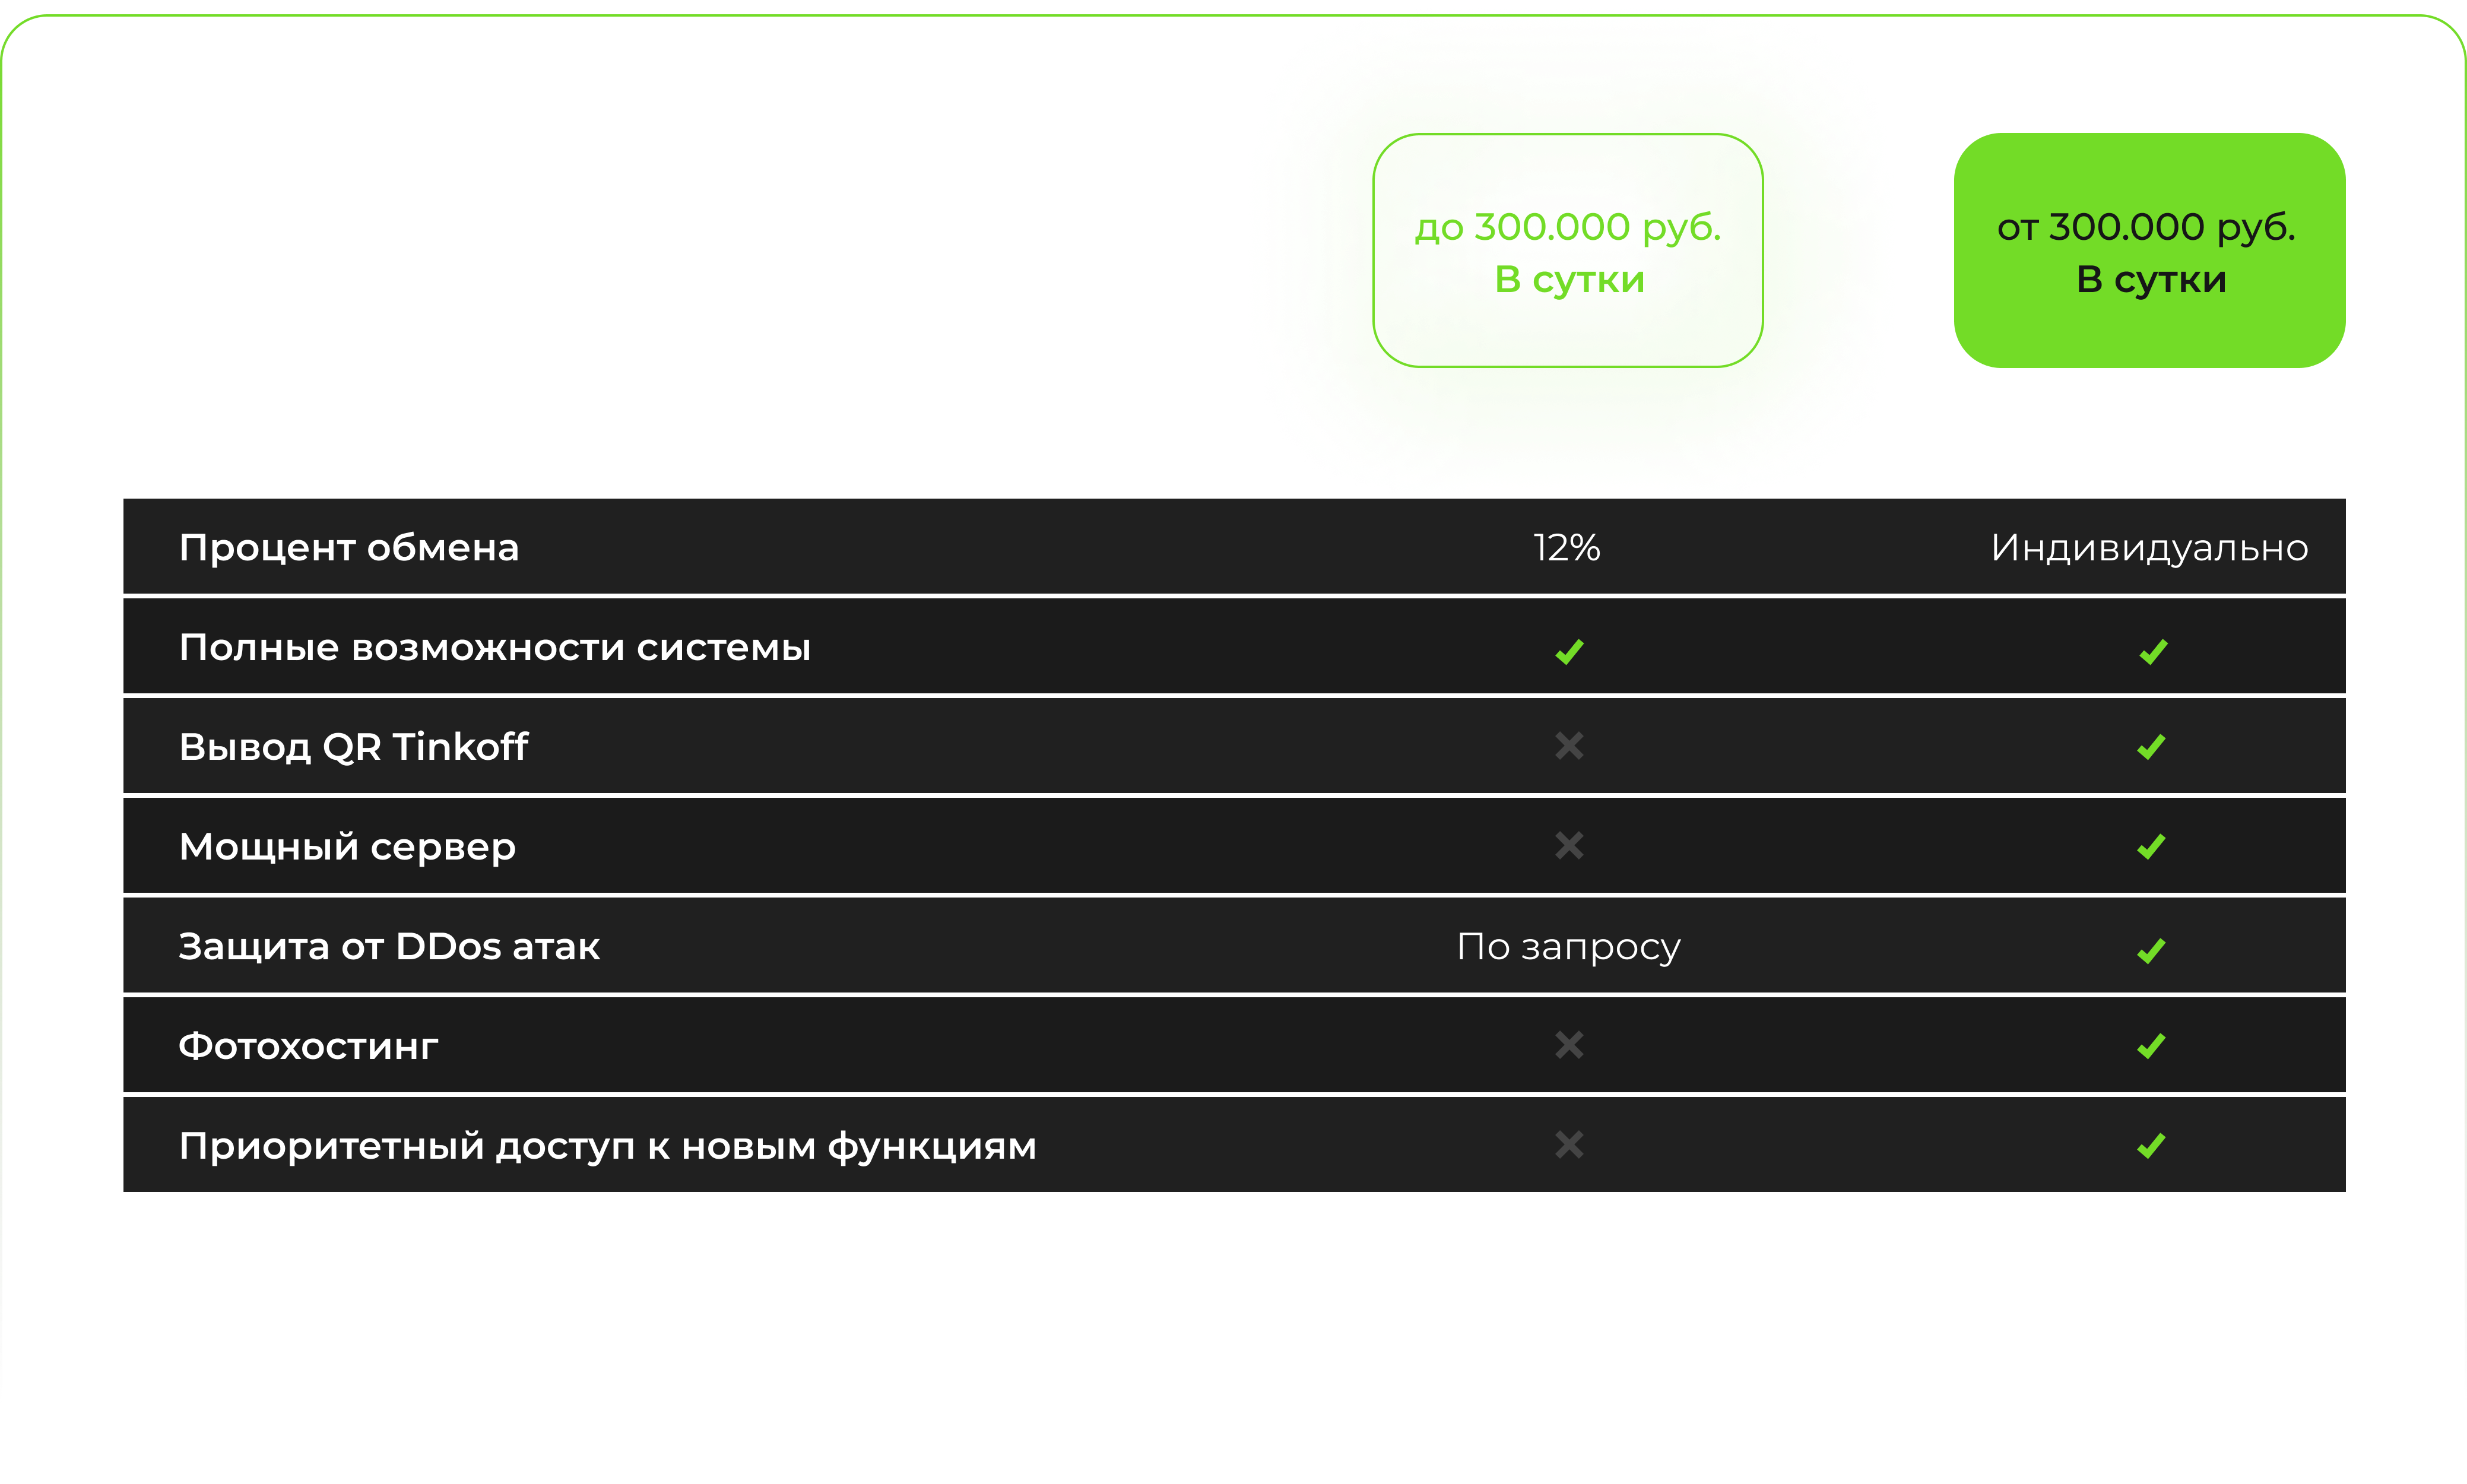 до 300.000 руб.
В сутки
от 300.000 руб.
В сутки
Процент обмена 12% Индивидуально
Полные возможности системы
Вывод QR Tinkoff
Мощный сервер
Защита от DDos атак По запросу
Фотохостинг
Приоритетный доступ к новым функциям